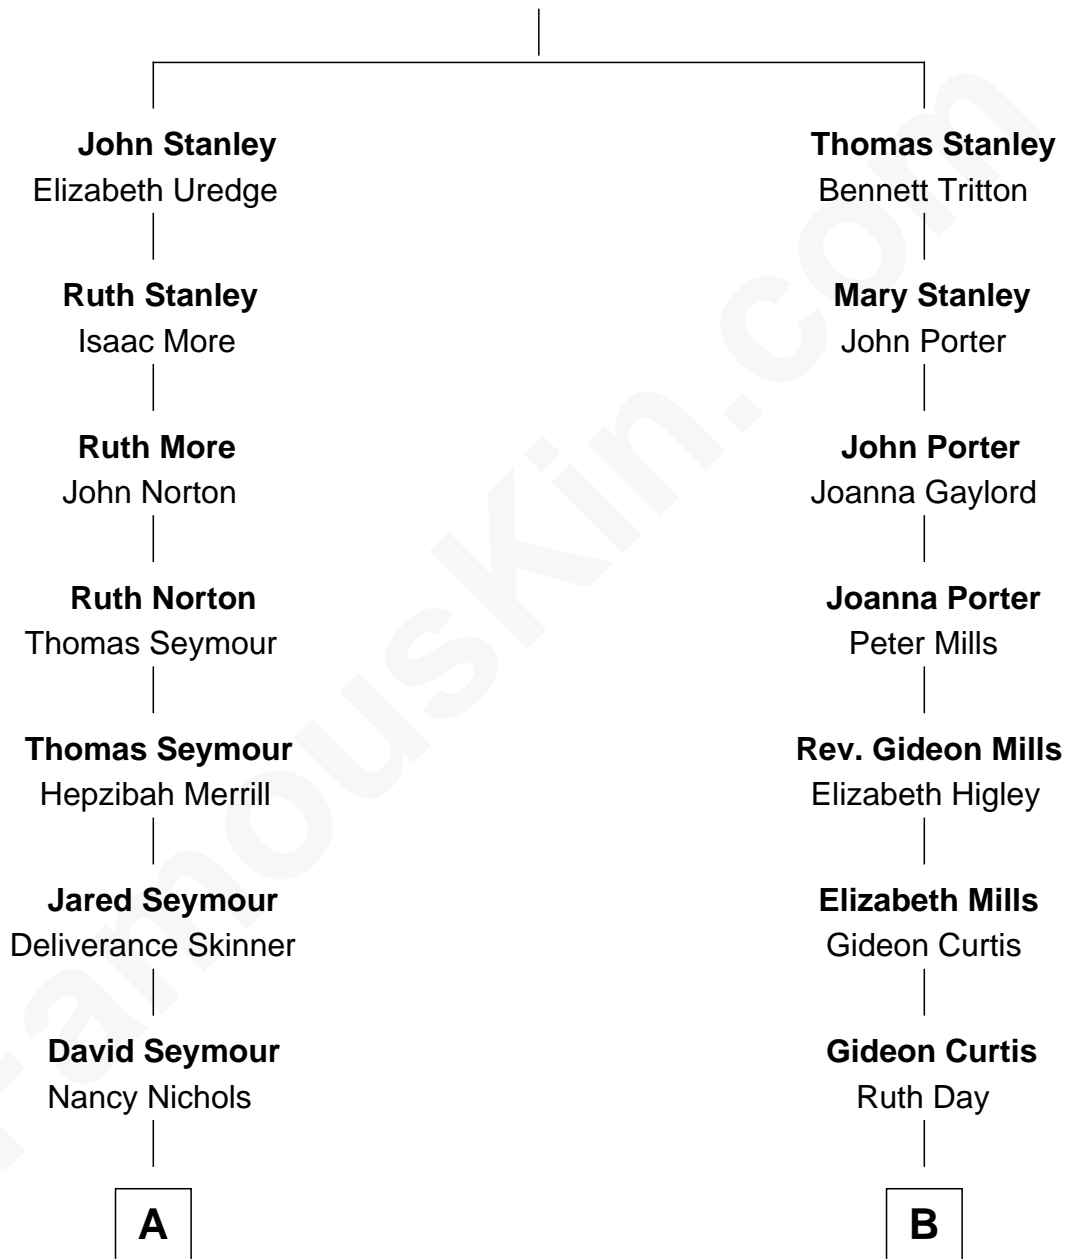 John Stanley
Elizabeth Uredge
Thomas Stanley
Bennett Tritton
Ruth Stanley
Isaac More
Mary Stanley
John Porter
Ruth More
John Norton
John Porter
Joanna Gaylord
Ruth Norton
Thomas Seymour
Joanna Porter
Peter Mills
Thomas Seymour
Hepzibah Merrill
Rev. Gideon Mills
Elizabeth Higley
Jared Seymour
Deliverance Skinner
Elizabeth Mills
Gideon Curtis
David Seymour
Nancy Nichols
Gideon Curtis
Ruth Day
A
B
FamousKin.com